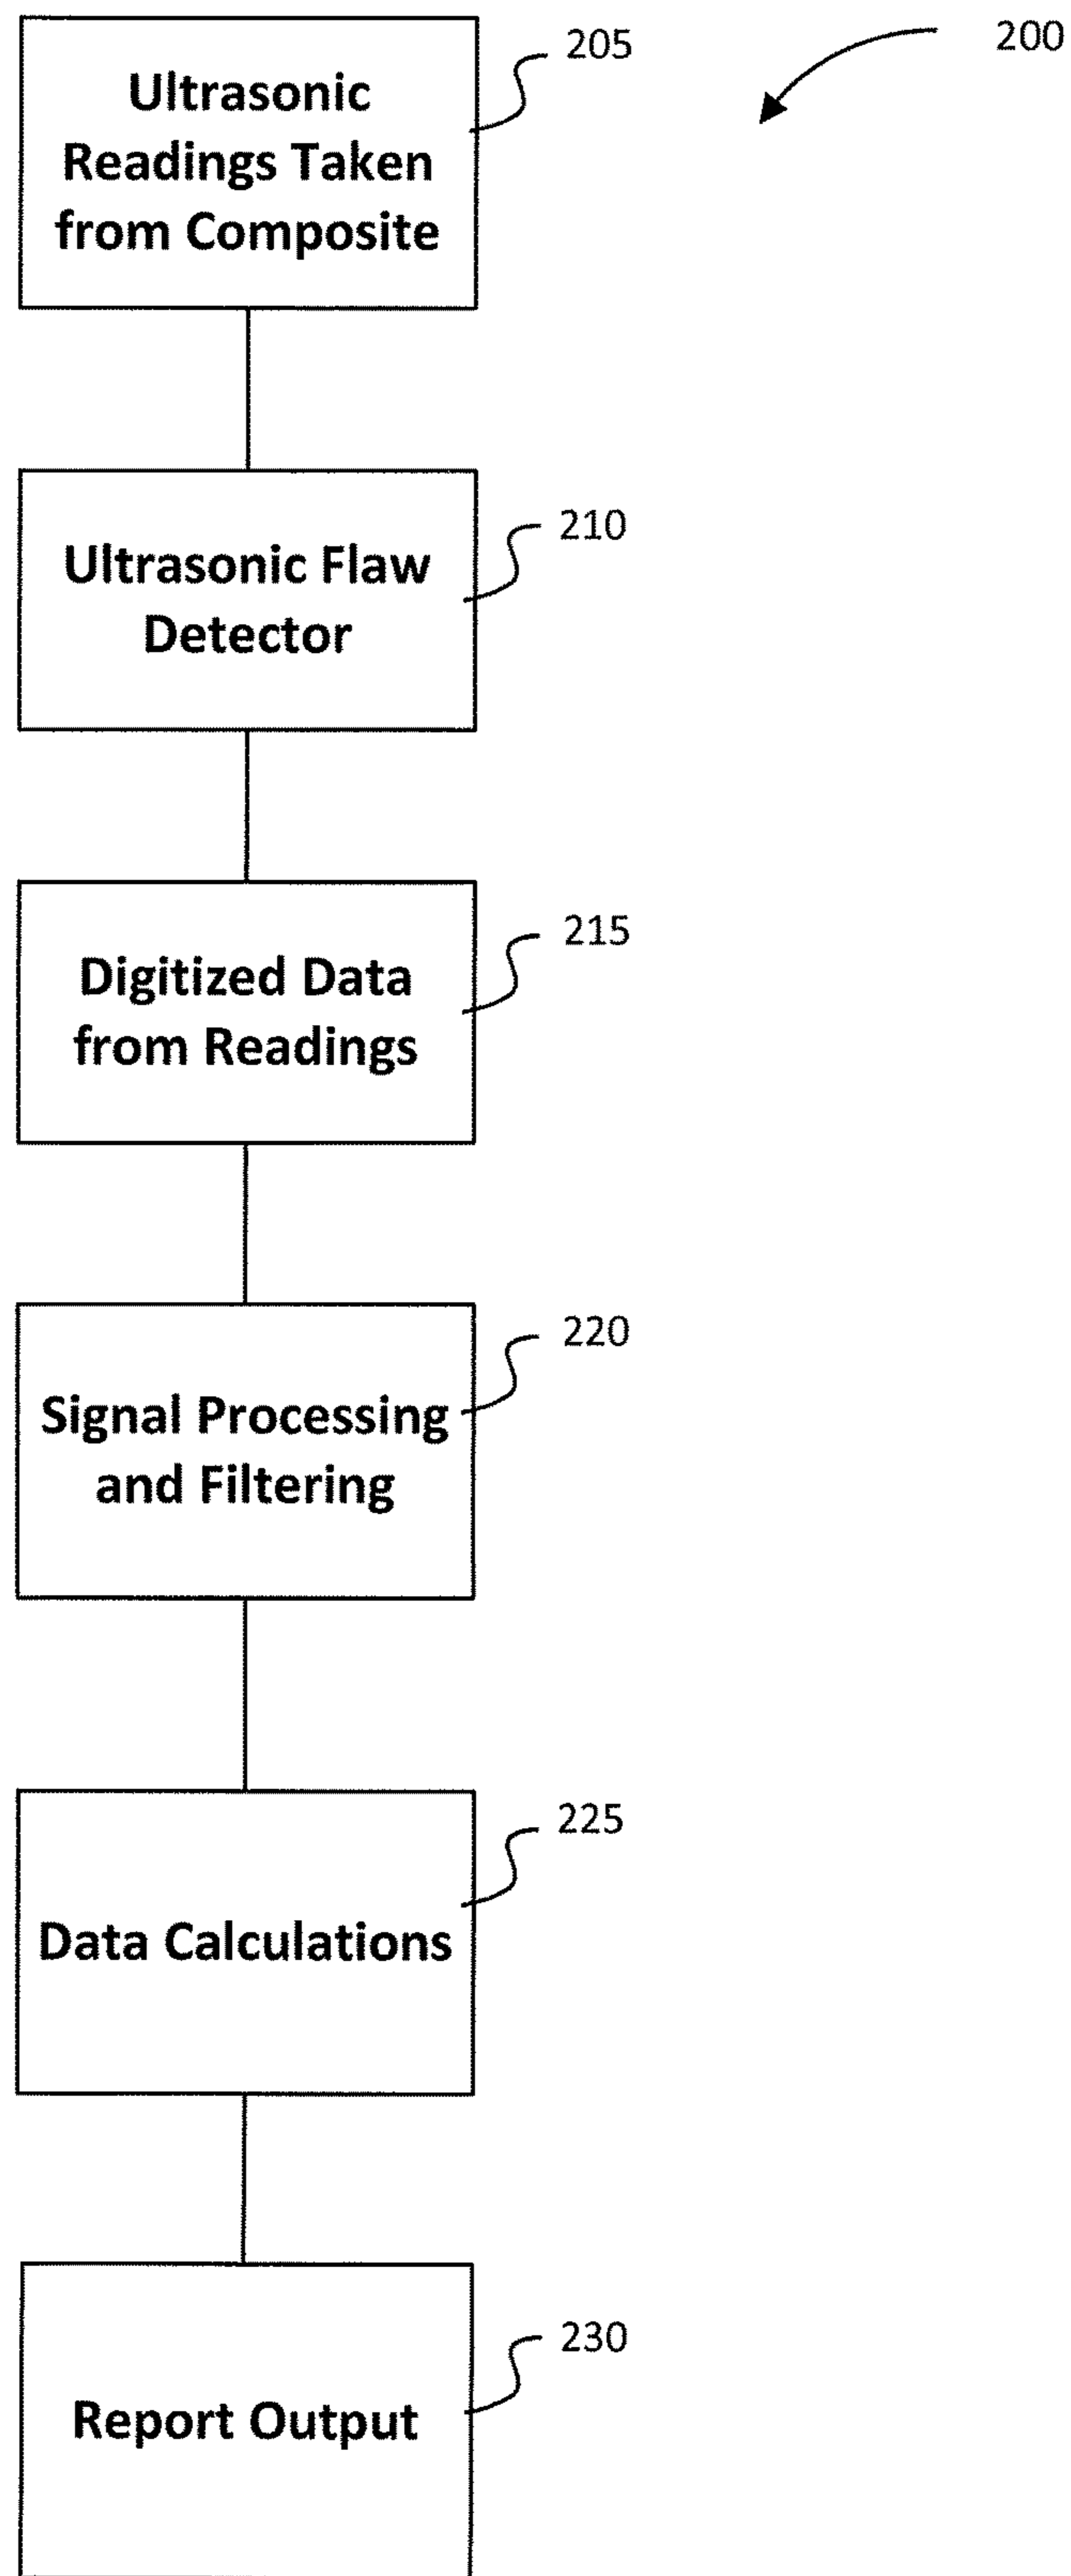 200
205
Ultrasonic
Readings Taken
from Composite
210
Ultrasonic Flaw
Detector
215
Digitized Data
from Readings
220
Signal Processing
and Filtering
225
Data Calculations
230
Report Output